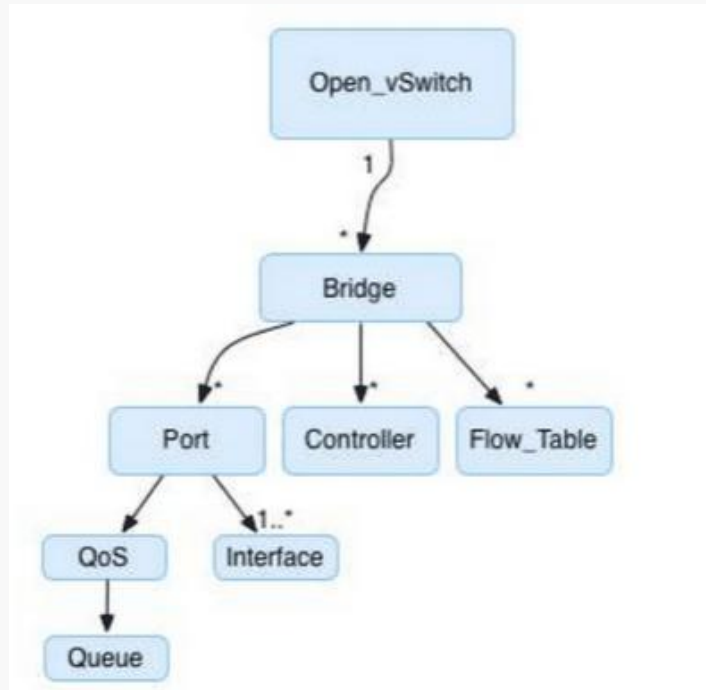 Open_vSwitch
1
*
Bridge
*
*
*
Port
Controller
Flow_Table
1..*
QoS
Interface
Queue